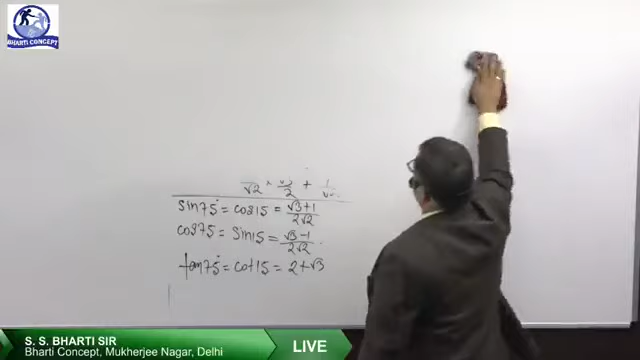 BHARTI CONCEPT
√2 × √3/2 + 1/√
sin75° = cos15 = √3+1/2√2
cos75 = sin15 = √3-1/2√2.
tan75° = cot15 = 2+√3
S. S. BHARTI SIR
Bharti Concept, Mukherjee Nagar, Delhi
LIVE